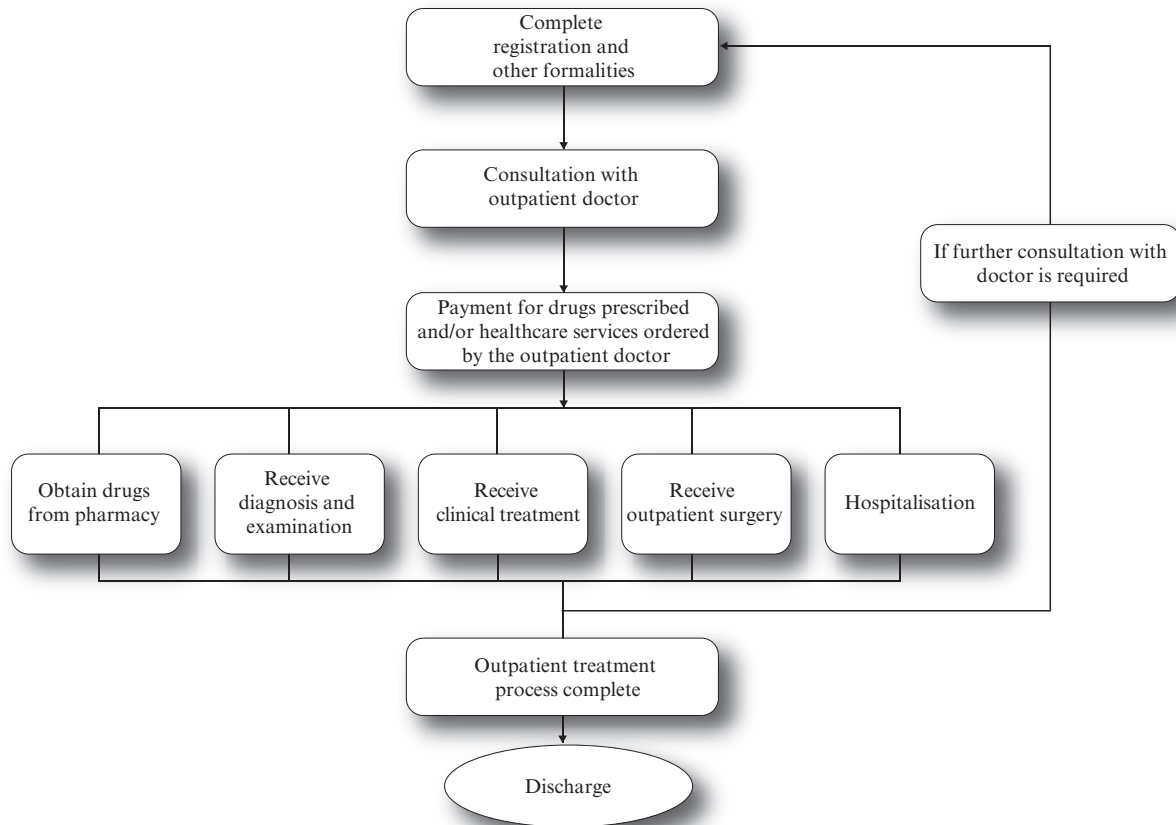 Complete
registration and
other formalities
Consultation with
outpatient doctor
If further consultation with
doctor is required
Payment for drugs prescribed
and/or healthcare services ordered
by the outpatient doctor
Obtain drugs
from pharmacy
Receive
diagnosis and
examination
Receive
clinical treatment
Receive
outpatient surgery
Hospitalisation
Outpatient treatment
process complete
Discharge